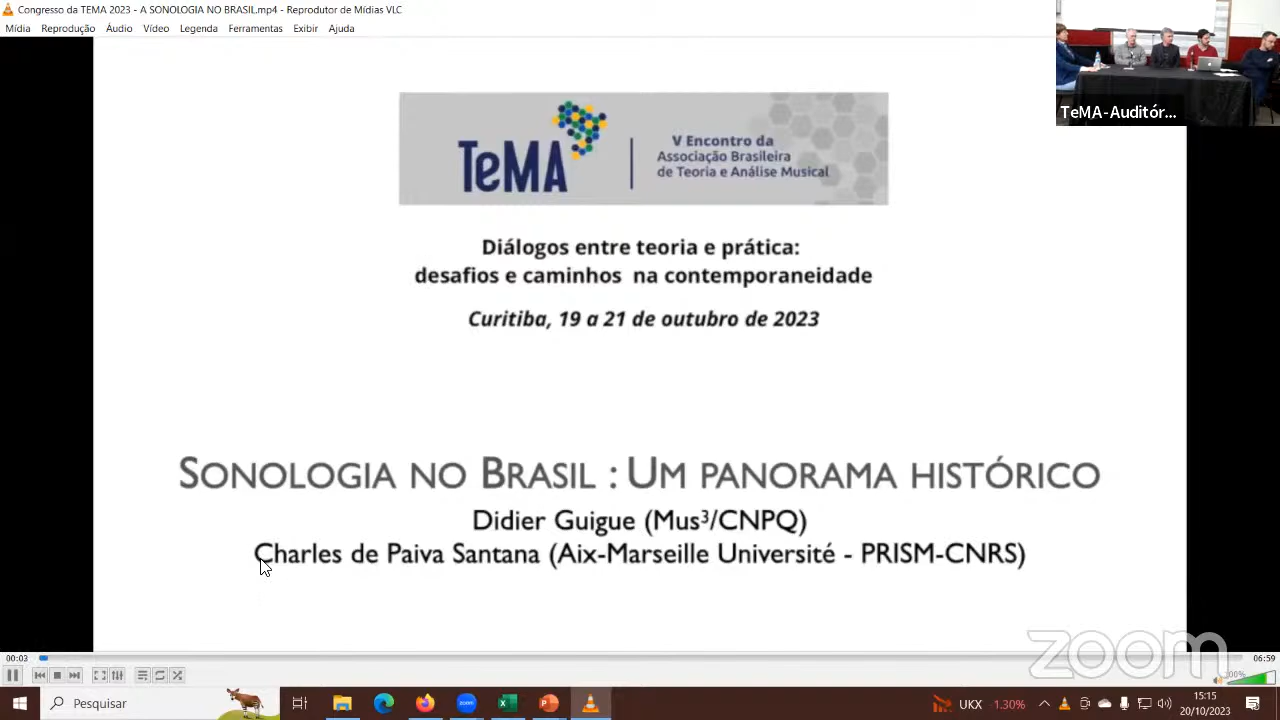 Congresso da TEMA 2023 - A SONOLOGIA NO BRASIL.mp4 - Reprodutor de Mídias VLC
Mídia Reprodução Áudio Vídeo Legenda Ferramentas Exibir Ajuda
TeMA-Auditór...
TeMA
V Encontro da
Associação Brasileira
de Teoria e Análise Musical
Diálogos entre teoria e prática:
desafios e caminhos na contemporaneidade
Curitiba, 19 a 21 de outubro de 2023
SONOLOGIA NO BRASIL : UM PANORAMA HISTÓRICO
Didier Guigue (Mus³/CNPQ)
Charles de Paiva Santana (Aix-Marseille Université - PRISM-CNRS)
zoom
00:03
06:59
100%
Pesquisar
zoom
UKX -1.30%
15:15
20/10/2023